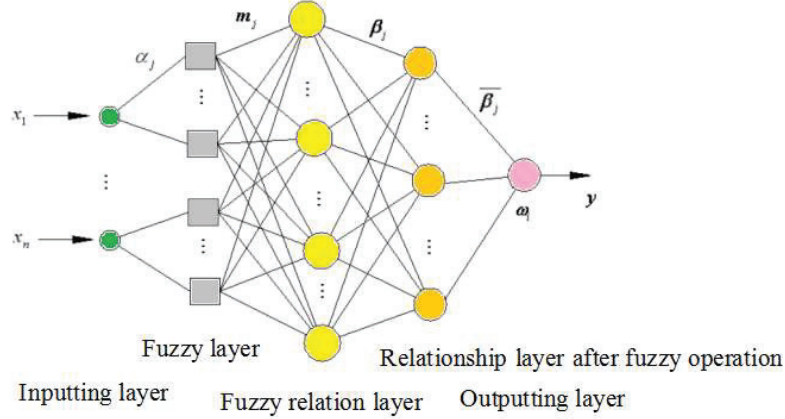 m_j
β_j
α_j
x_1
β̄_j
x_n
ω_l
y
Fuzzy layer
Relationship layer after fuzzy operation
Inputting layer
Fuzzy relation layer
Outputting layer